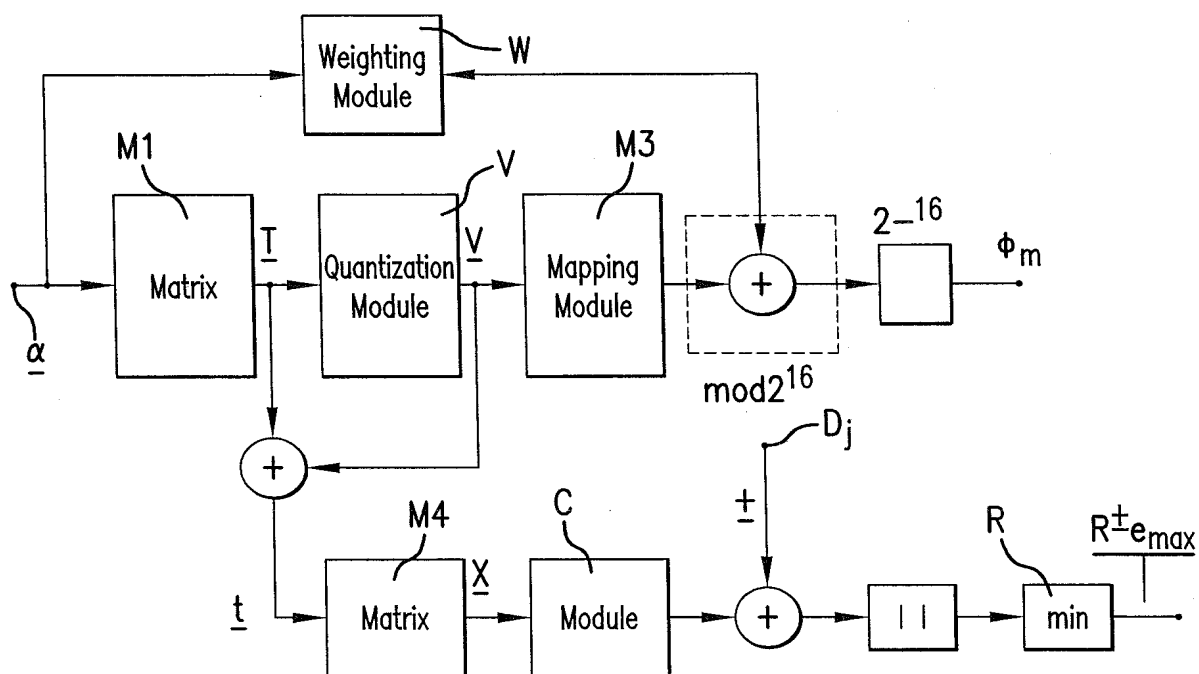 Weighting
Module
W
M1
V
M3
T
V
2-16
ϕm
Matrix
Quantization
Module
Mapping
Module
+
α
mod2^16
Dj
+
±
M4
C
R
R±emax
t
X
Matrix
Module
+
| |
min